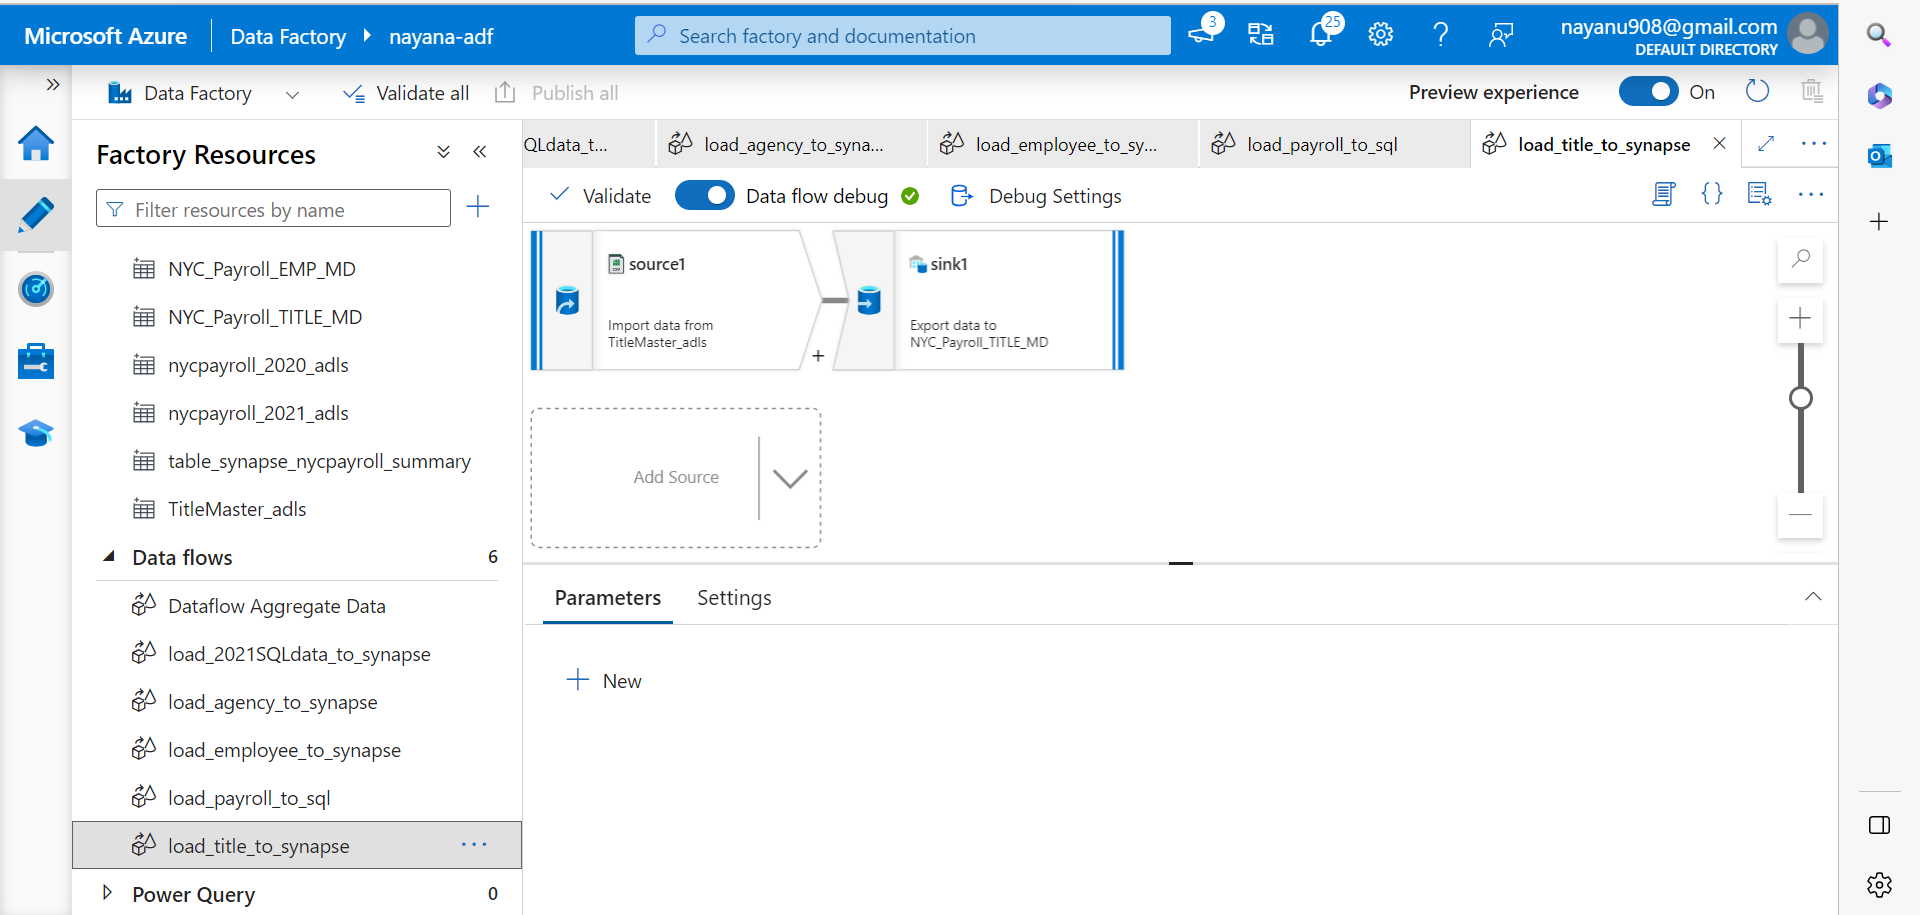 Microsoft Azure
Data Factory
nayana-adf
Search factory and documentation
3
25
nayanu908@gmail.com
DEFAULT DIRECTORY
Data Factory
Validate all
Publish all
Preview experience
On
Factory Resources
Filter resources by name
NYC_Payroll_EMP_MD
NYC_Payroll_TITLE_MD
nycpayroll_2020_adls
nycpayroll_2021_adls
table_synapse_nycpayroll_summary
TitleMaster_adls
Data flows 6
Dataflow Aggregate Data
load_2021SQLdata_to_synapse
load_agency_to_synapse
load_employee_to_synapse
load_payroll_to_sql
load_title_to_synapse
Power Query 0
QLdata_t...
load_agency_to_syna...
load_employee_to_sy...
load_payroll_to_sql
load_title_to_synapse
Validate
Data flow debug
Debug Settings
source1
Import data from
TitleMaster_adls
sink1
Export data to
NYC_Payroll_TITLE_MD
Add Source
Parameters
Settings
New